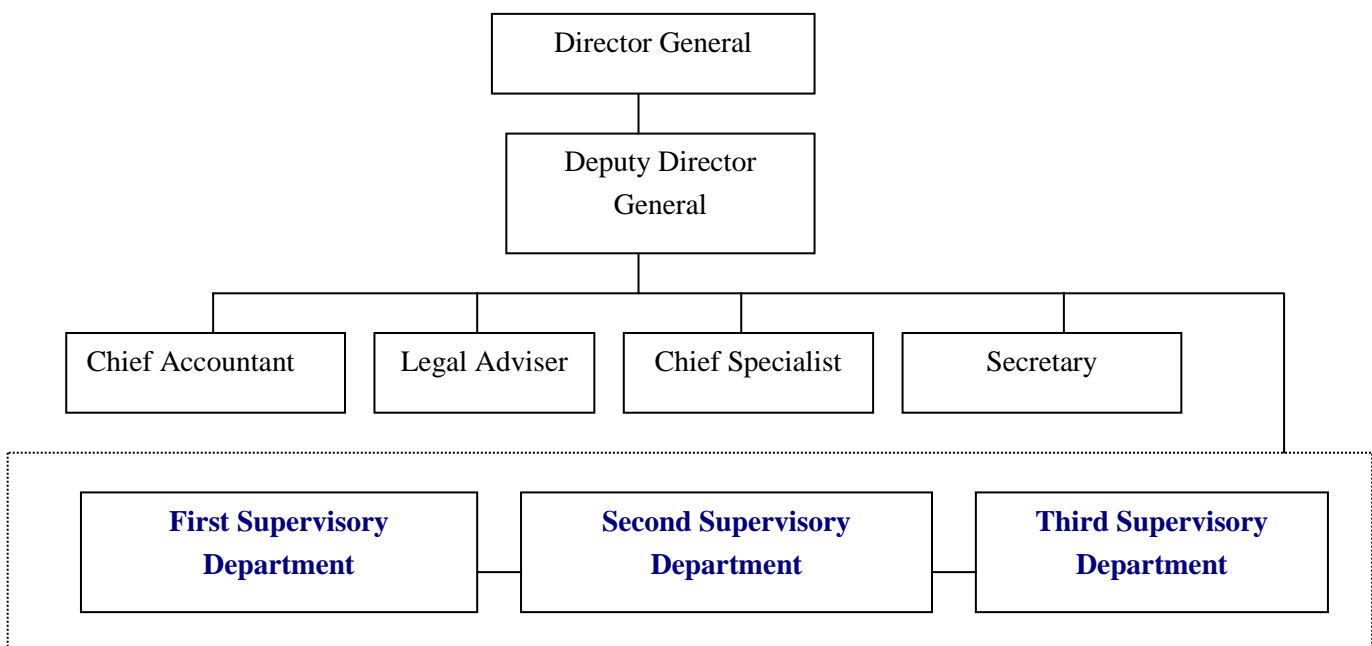 Director General
Deputy Director
General
Chief Accountant
Legal Adviser
Chief Specialist
Secretary
First Supervisory
Department
Second Supervisory
Department
Third Supervisory
Department